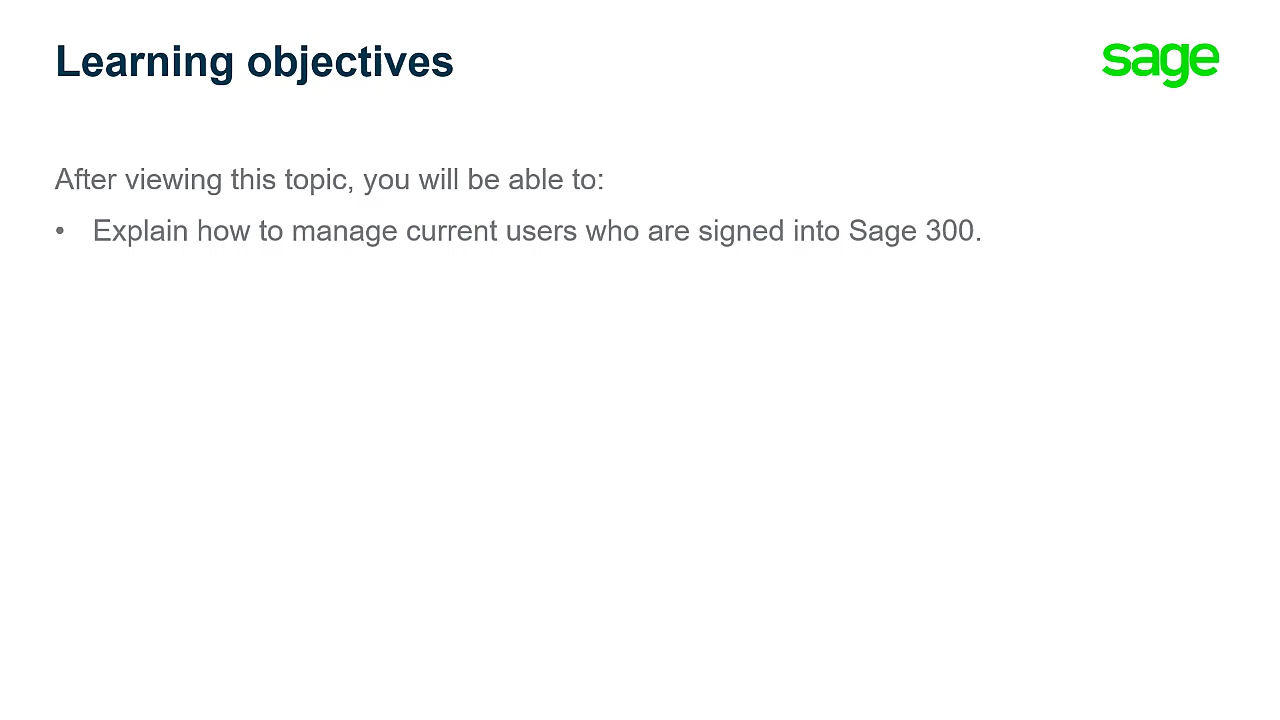 Learning objectives
sage
After viewing this topic, you will be able to:
• Explain how to manage current users who are signed into Sage 300.